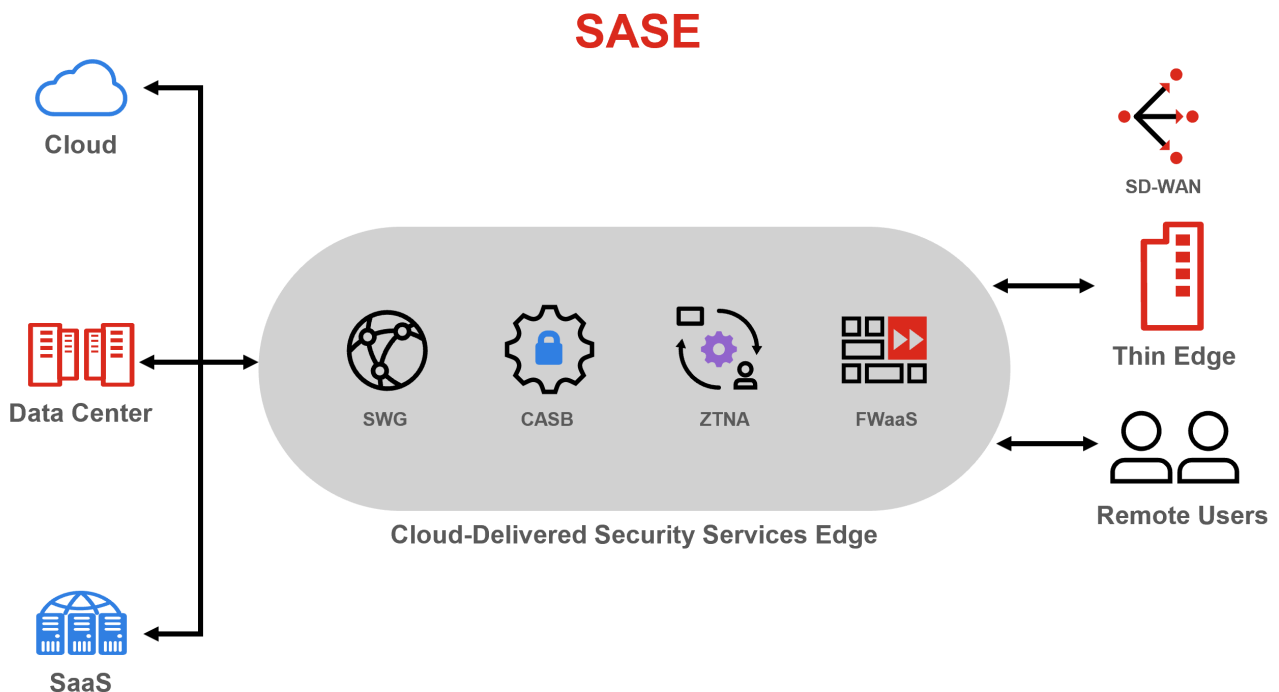 SASE
Cloud
SD-WAN
Thin Edge
Data Center
SWG
CASB
ZTNA
FWaaS
Remote Users
Cloud-Delivered Security Services Edge
SaaS